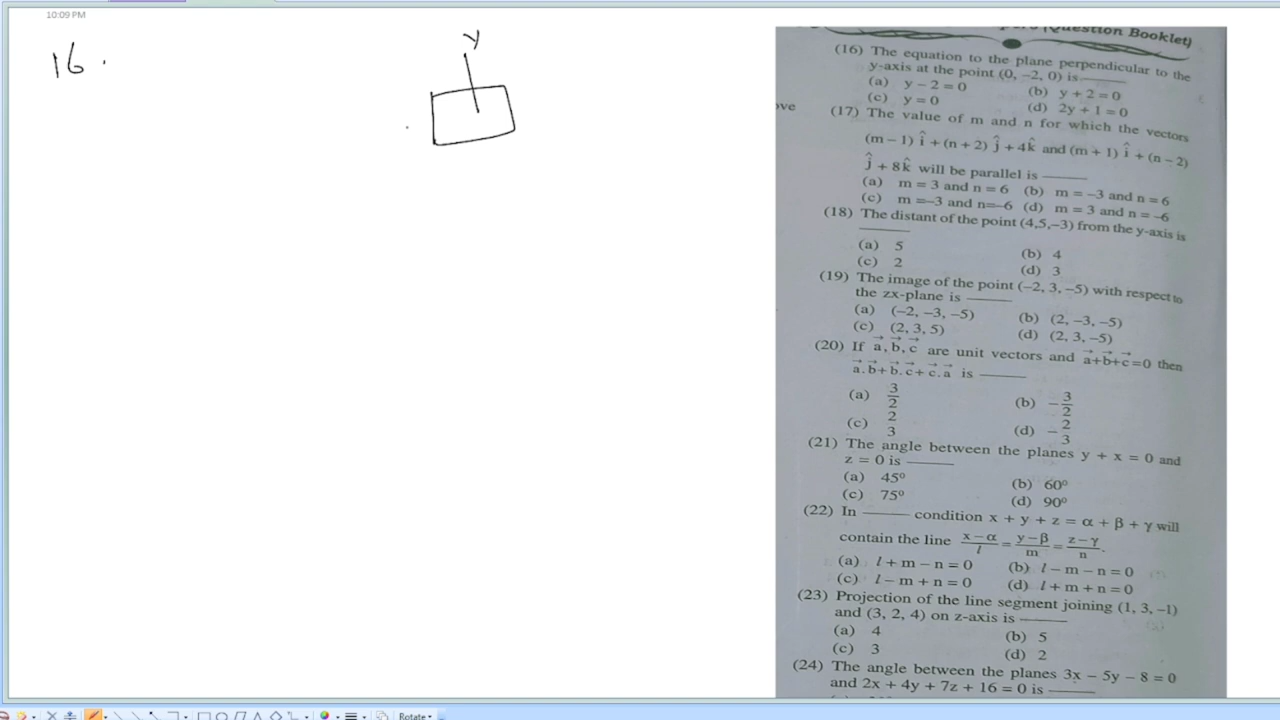 10:09 PM
16.
y
(Question Booklet)
(16) The equation to the plane perpendicular to the
y-axis at the point (0, –2, 0) is
(a) y – 2 = 0 (b) y + 2 = 0
(c) y = 0 (d) 2y + 1 = 0
ove
(17) The value of m and n for which the vectors
(m – 1) î + (n + 2) ĵ + 4k̂ and (m + 1) î + (n – 2)
ĵ + 8k̂ will be parallel is
(a) m = 3 and n = 6 (b) m = –3 and n = 6
(c) m =–3 and n=–6 (d) m = 3 and n = –6
(18) The distant of the point (4,5,–3) from the y-axis is
(a) 5 (b) 4
(c) 2 (d) 3
(19) The image of the point (–2, 3, –5) with respect to
the zx-plane is
(a) (–2, –3, –5) (b) (2, –3, –5)
(c) (2, 3, 5) (d) (2, 3, –5)
(20) If a⃗, b⃗, c⃗ are unit vectors and a⃗+b⃗+c⃗=0 then
a⃗.b⃗+b⃗.c⃗+c⃗.a⃗ is
(a) 3/2 (b) –3/2
(c) 2/3 (d) –2/3
(21) The angle between the planes y + x = 0 and
z = 0 is
(a) 45° (b) 60°
(c) 75° (d) 90°
(22) In condition x + y + z = α + β + γ will
contain the line x–α/l = y–β/m = z–γ/n.
(a) l + m – n = 0 (b) l – m – n = 0
(c) l – m + n = 0 (d) l + m + n = 0
(23) Projection of the line segment joining (1, 3, –1)
and (3, 2, 4) on z-axis is
(a) 4 (b) 5
(c) 3 (d) 2
(24) The angle between the planes 3x – 5y – 8 = 0
and 2x + 4y + 7z + 16 = 0 is
Rotate